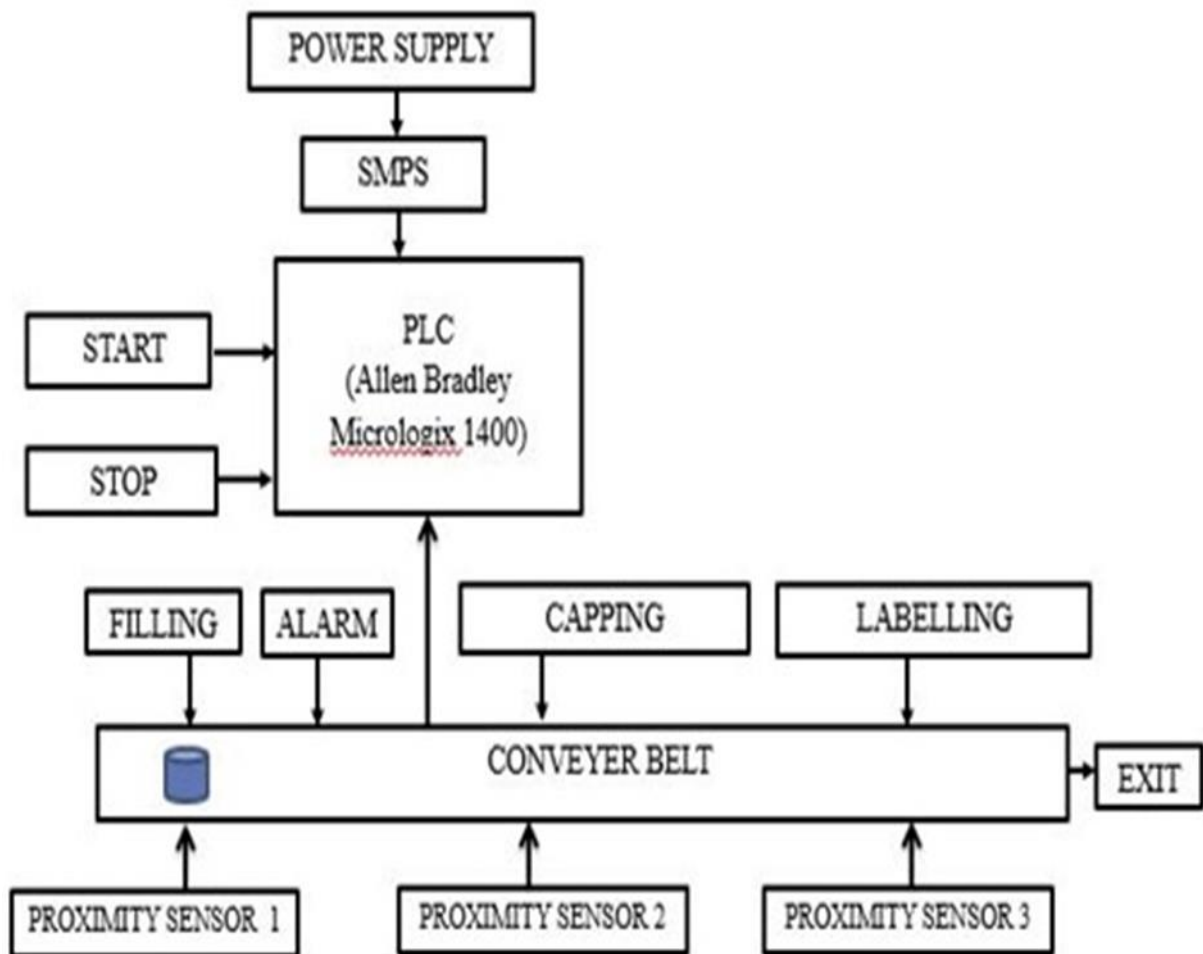 POWER SUPPLY
SMPS
PLC
(Allen Bradley
Micrologix 1400)
START
STOP
FILLING
ALARM
CAPPING
LABELLING
CONVEYER BELT
EXIT
PROXIMITY SENSOR 1
PROXIMITY SENSOR 2
PROXIMITY SENSOR 3